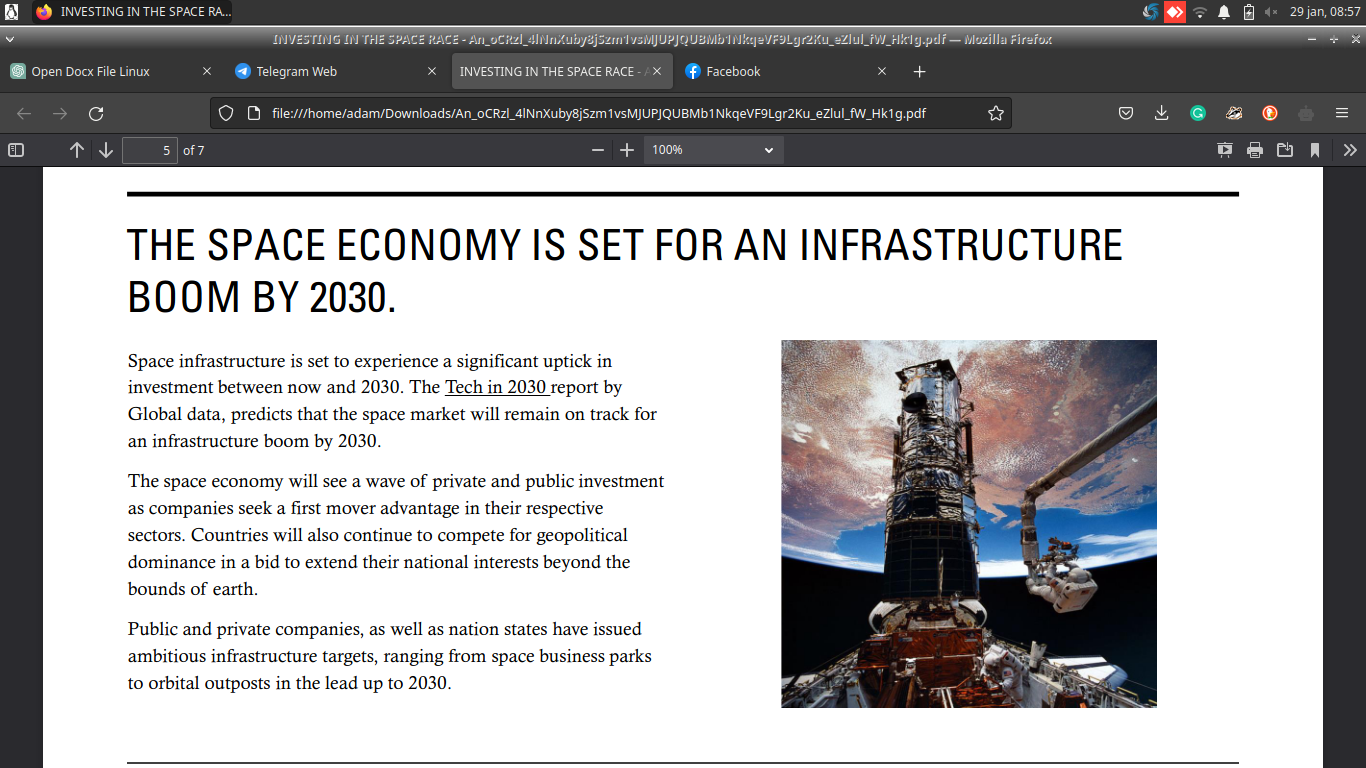 INVESTING IN THE SPACE RA...
29 jan, 08:57
INVESTING IN THE SPACE RACE - An_oCRzl_4lNnXuby8jSzm1vsMJUPJQUBMb1NkqeVF9Lgr2Ku_eZlul_fW_Hk1g.pdf — Mozilla Firefox
Open Docx File Linux
Telegram Web
INVESTING IN THE SPACE RACE - A
Facebook
file:///home/adam/Downloads/An_oCRzl_4lNnXuby8jSzm1vsMJUPJQUBMb1NkqeVF9Lgr2Ku_eZlul_fW_Hk1g.pdf
5 of 7
100%
THE SPACE ECONOMY IS SET FOR AN INFRASTRUCTURE
BOOM BY 2030.
Space infrastructure is set to experience a significant uptick in
investment between now and 2030. The Tech in 2030 report by
Global data, predicts that the space market will remain on track for
an infrastructure boom by 2030.
The space economy will see a wave of private and public investment
as companies seek a first mover advantage in their respective
sectors. Countries will also continue to compete for geopolitical
dominance in a bid to extend their national interests beyond the
bounds of earth.
Public and private companies, as well as nation states have issued
ambitious infrastructure targets, ranging from space business parks
to orbital outposts in the lead up to 2030.